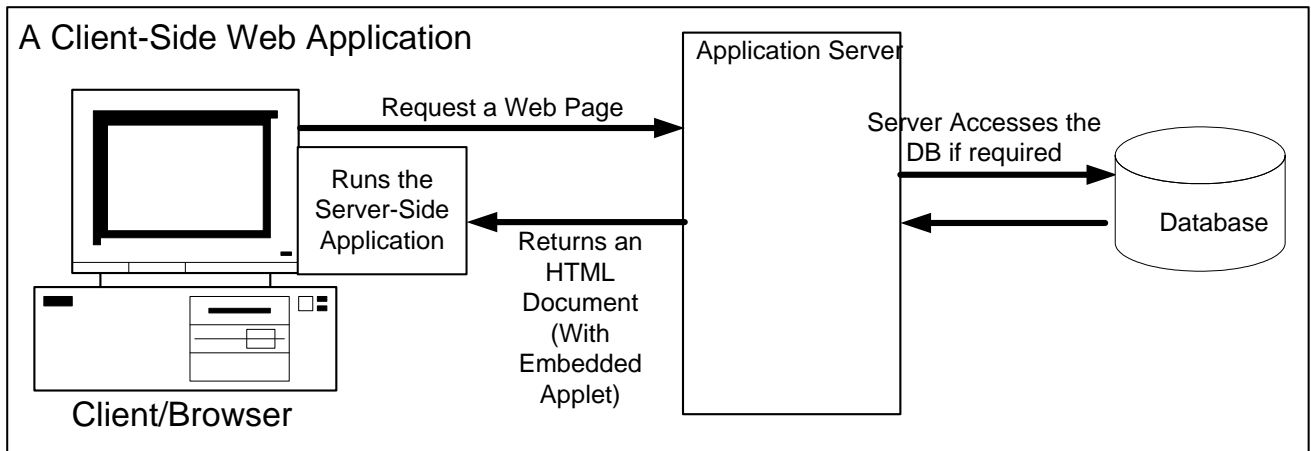 A Client-Side Web Application
Application Server
Request a Web Page
Server Accesses the
DB if required
Runs the
Server-Side
Application
Database
Returns an
HTML
Document
(With
Embedded
Applet)
Client/Browser